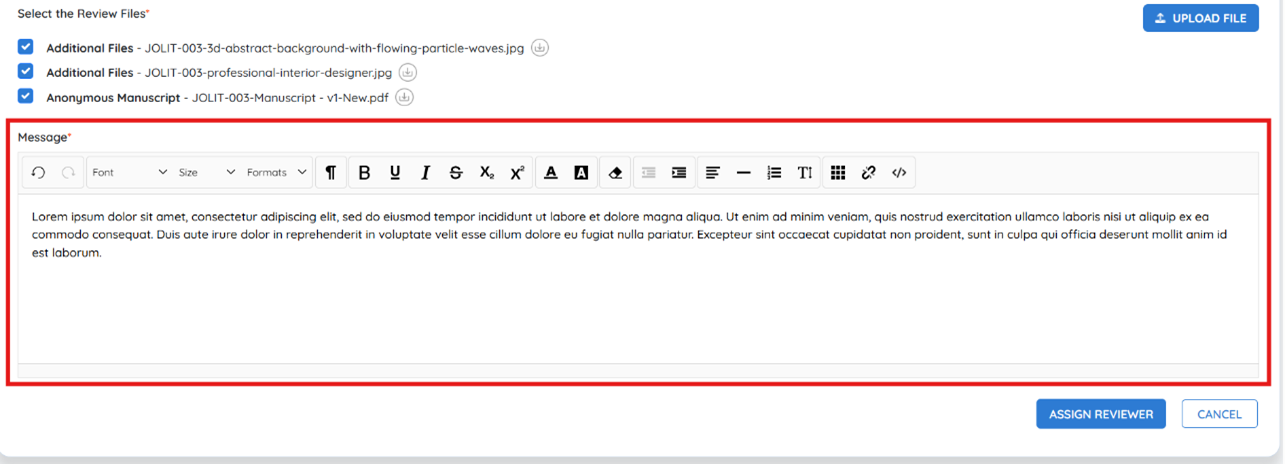 Select the Review Files*
UPLOAD FILE
Additional Files - JOLIT-003-3d-abstract-background-with-flowing-particle-waves.jpg
Additional Files - JOLIT-003-professional-interior-designer.jpg
Anonymous Manuscript - JOLIT-003-Manuscript - v1-New.pdf
Message*
Font Size Formats ¶ B U I S X₂ X² A A TI </>
Lorem ipsum dolor sit amet, consectetur adipiscing elit, sed do eiusmod tempor incididunt ut labore et dolore magna aliqua. Ut enim ad minim veniam, quis nostrud exercitation ullamco laboris nisi ut aliquip ex ea
commodo consequat. Duis aute irure dolor in reprehenderit in voluptate velit esse cillum dolore eu fugiat nulla pariatur. Excepteur sint occaecat cupidatat non proident, sunt in culpa qui officia deserunt mollit anim id
est laborum.
ASSIGN REVIEWER CANCEL